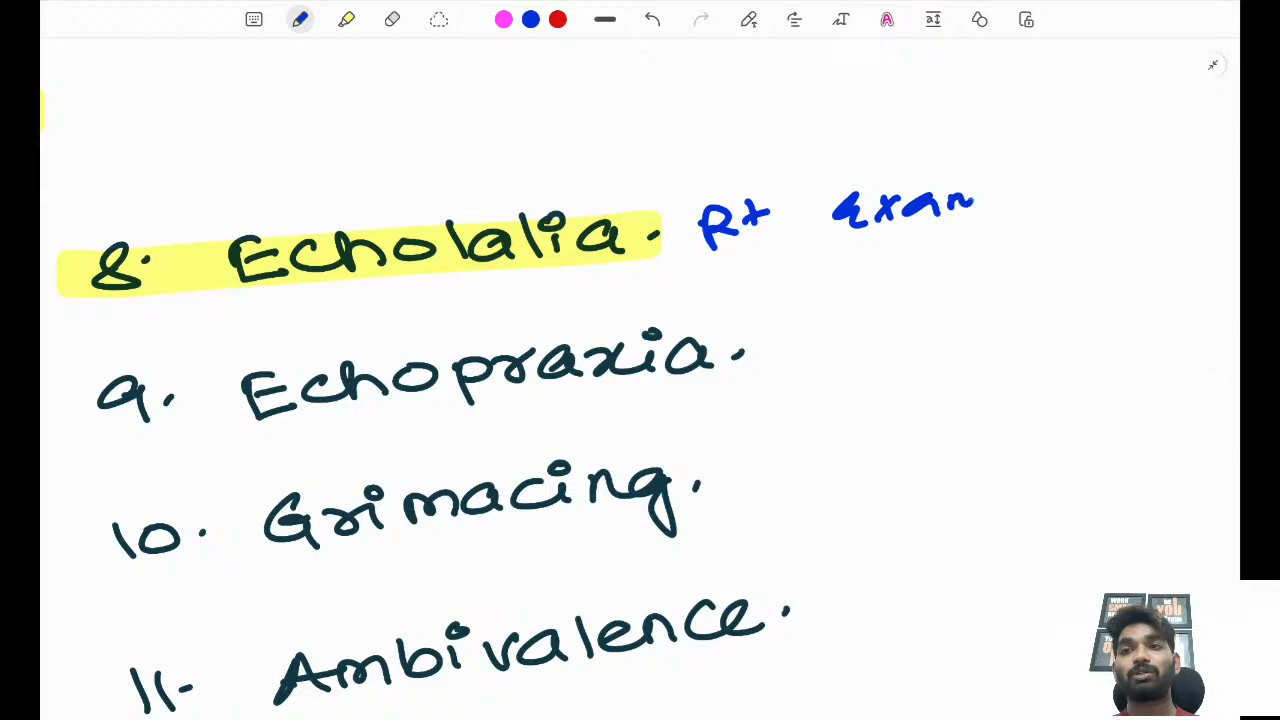 8. Echolalia. Rx exam
9. Echopraxia.
10. Grimacing.
11. Ambivalence.